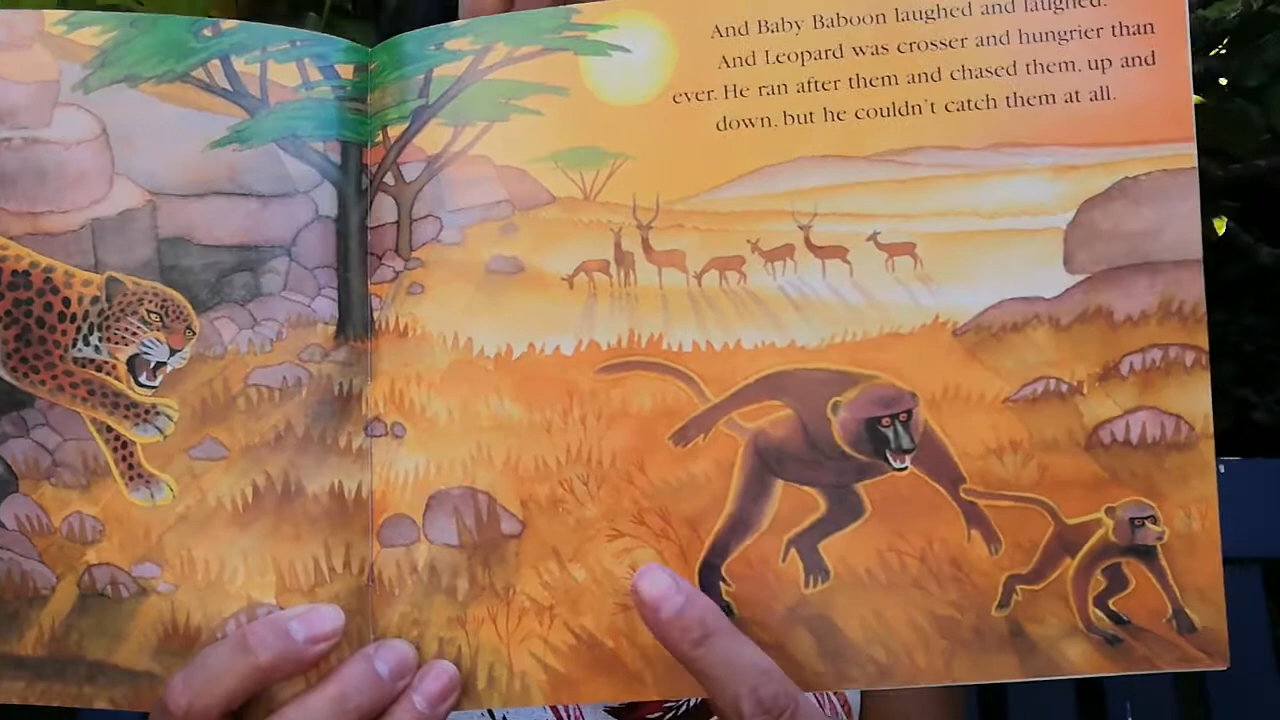 And Baby Baboon laughed and laughed.
And Leopard was crosser and hungrier than
ever. He ran after them and chased them, up and
down, but he couldn't catch them at all.